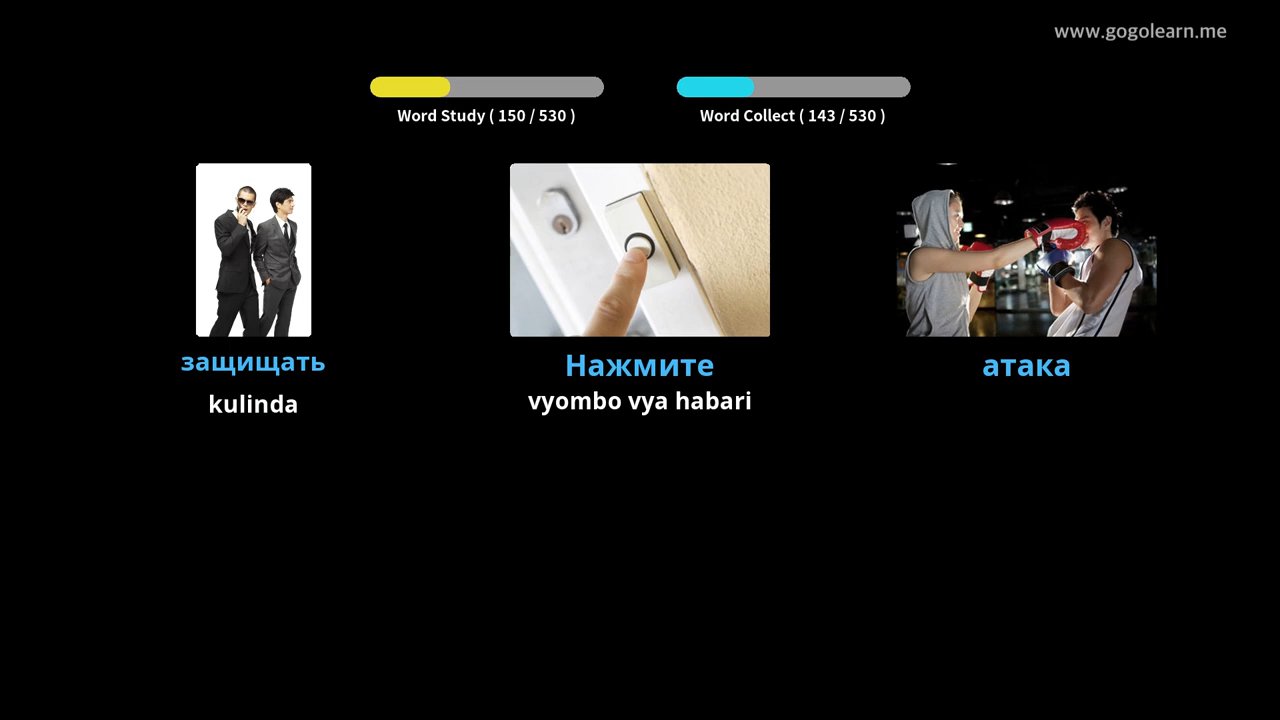 www.gogolearn.me
Word Study ( 150 / 530 )
Word Collect ( 143 / 530 )
защищать
kulinda
Нажмите
vyombo vya habari
атака